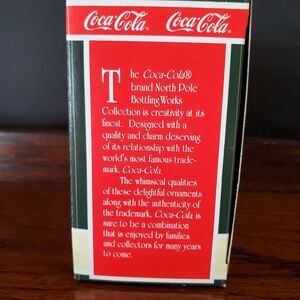 Coca-Cola® Coca-Cola®
The Coca-Cola®
brand North Pole
Bottling Works
Collection is creativity at its
finest. Designed with a
quality and charm deserving
of its relationship with the
world's most famous trade-
mark, Coca-Cola.
The whimsical qualities
of these delightful ornaments
along with the authenticity of
the trademark, Coca-Cola, is
sure to be a combination
that is enjoyed by families
and collectors for many years
to come.